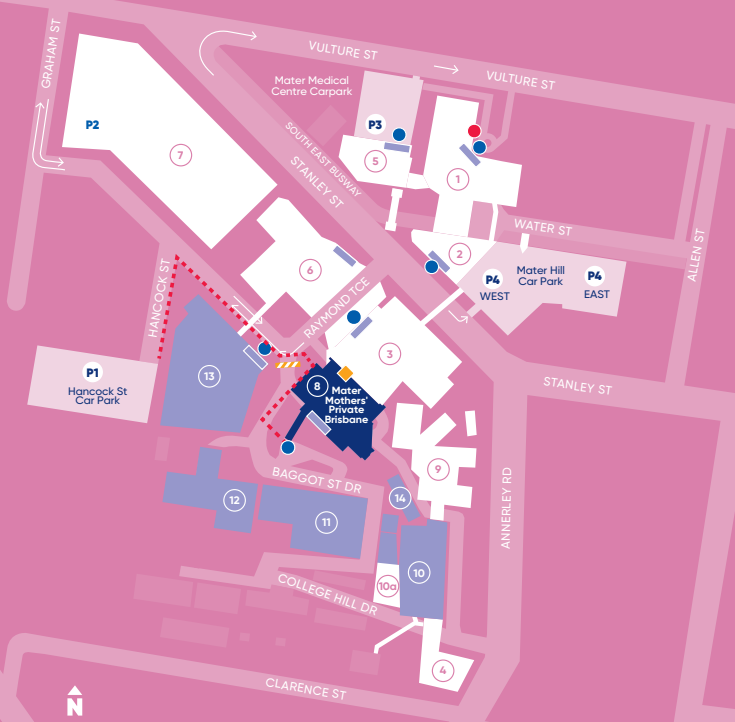 GRAHAM ST
VULTURE ST
VULTURE ST
Mater Medical
Centre Carpark
P2
P3
7
5
1
SOUTH EAST BUSWAY
STANLEY ST
WATER ST
ALLEN ST
2
6
HANCOCK ST
P4
WEST
Mater Hill
Car Park
P4
EAST
RAYMOND TCE
3
P1
Hancock St
Car Park
13
8
Mater
Mothers'
Private
Brisbane
STANLEY ST
9
BAGGOT ST DR
12
11
14
ANNERLEY RD
10
10a
COLLEGE HILL DR
4
CLARENCE ST
N